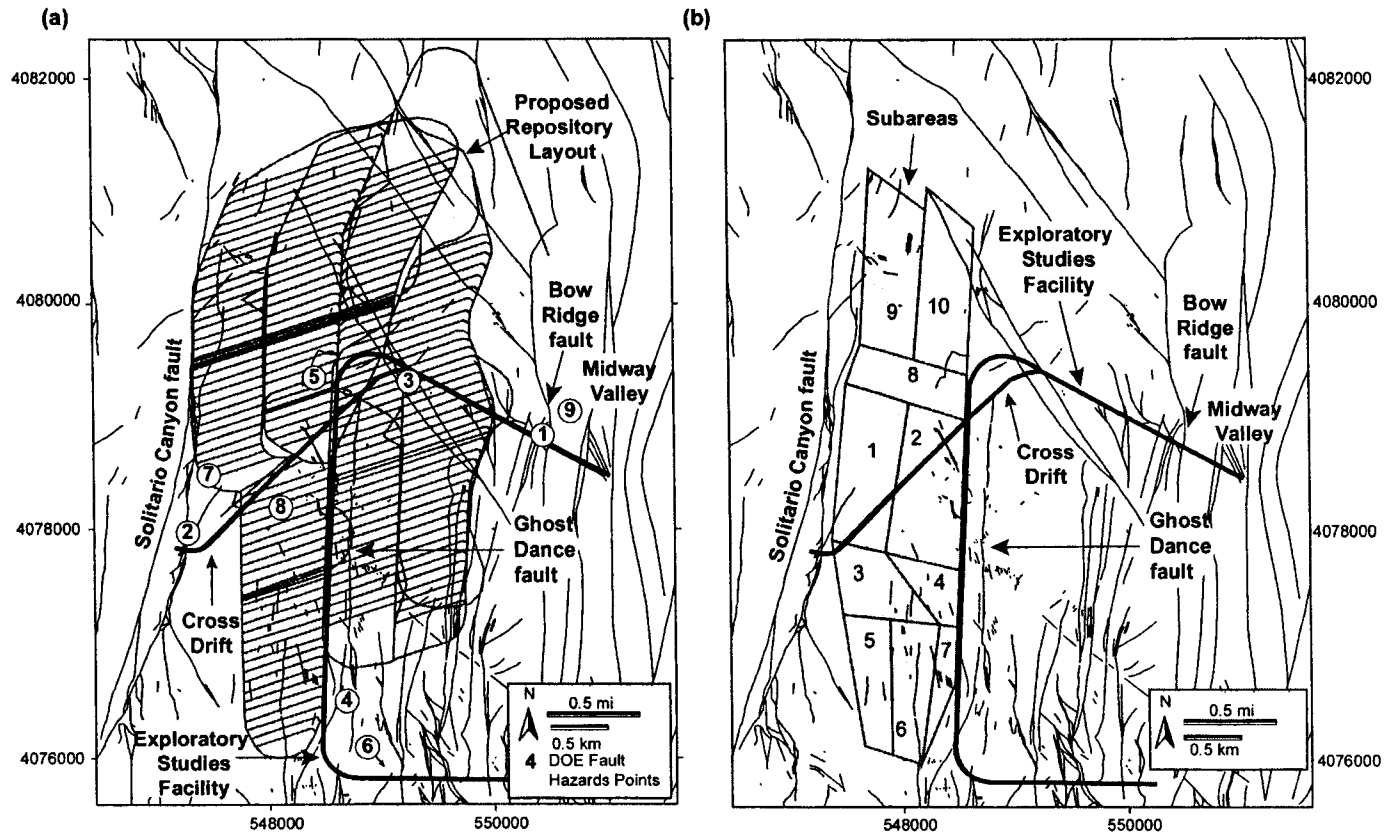 (a)
4082000
4080000
4078000
4076000
548000
550000
Proposed
Repository
Layout
Bow
Ridge
fault
Midway
Valley
Solitario Canyon fault
5
3
9
1
7
8
2
4
6
Ghost
Dance
fault
Cross
Drift
Exploratory
Studies
Facility
N
0.5 mi
0.5 km
4 DOE Fault
Hazards Points
(b)
4082000
4080000
4078000
4076000
548000
550000
Subareas
Exploratory
Studies
Facility
Bow
Ridge
fault
Midway
Valley
Solitario Canyon fault
9
10
8
1
2
3
4
5
7
6
Cross
Drift
Ghost
Dance
fault
N
0.5 mi
0.5 km